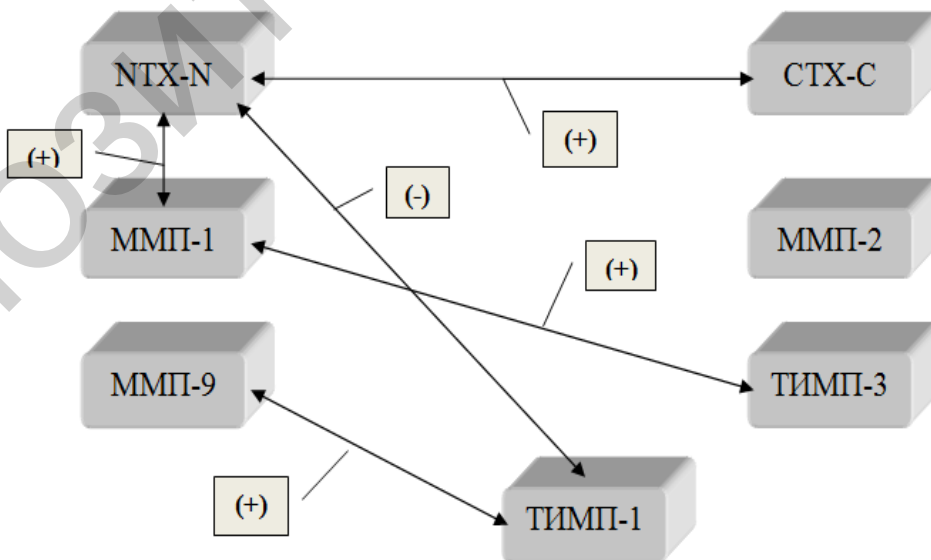 NTX-N
CTX-C
(+)
(+)
(-)
ММП-1
ММП-2
(+)
ММП-9
ТИМП-3
(+)
ТИМП-1